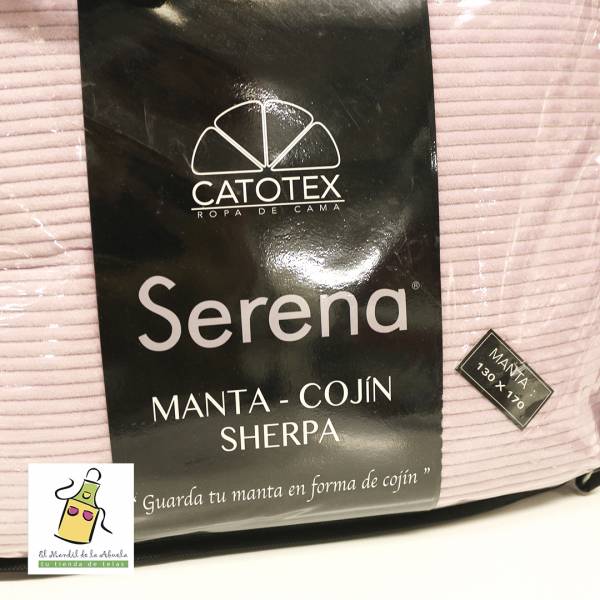 CATOTEX
ROPA DE CAMA
Serena®
MANTA - COJÍN
SHERPA
“ Guarda tu manta en forma de cojín ”
MANTA :
130 X 170
El Mandil de la Abuela
tu tienda de telas